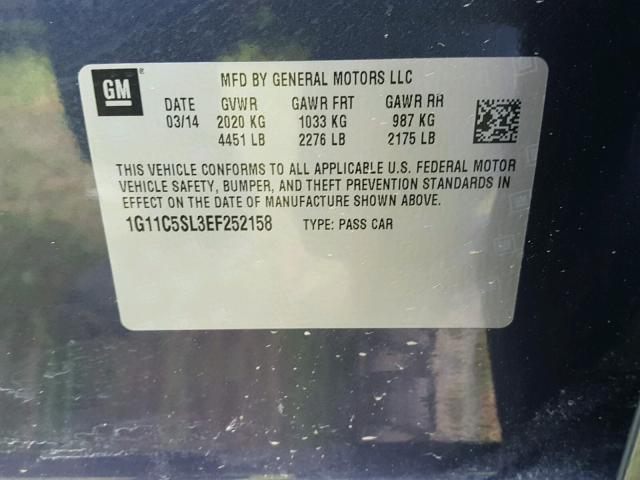 GM ®
MFD BY GENERAL MOTORS LLC
DATE GVWR GAWR FRT GAWR RR
03/14 2020 KG 1033 KG 987 KG
4451 LB 2276 LB 2175 LB
THIS VEHICLE CONFORMS TO ALL APPLICABLE U.S. FEDERAL MOTOR
VEHICLE SAFETY, BUMPER, AND THEFT PREVENTION STANDARDS IN
EFFECT ON THE DATE OF MANUFACTURE SHOWN ABOVE.
1G11C5SL3EF252158 TYPE: PASS CAR